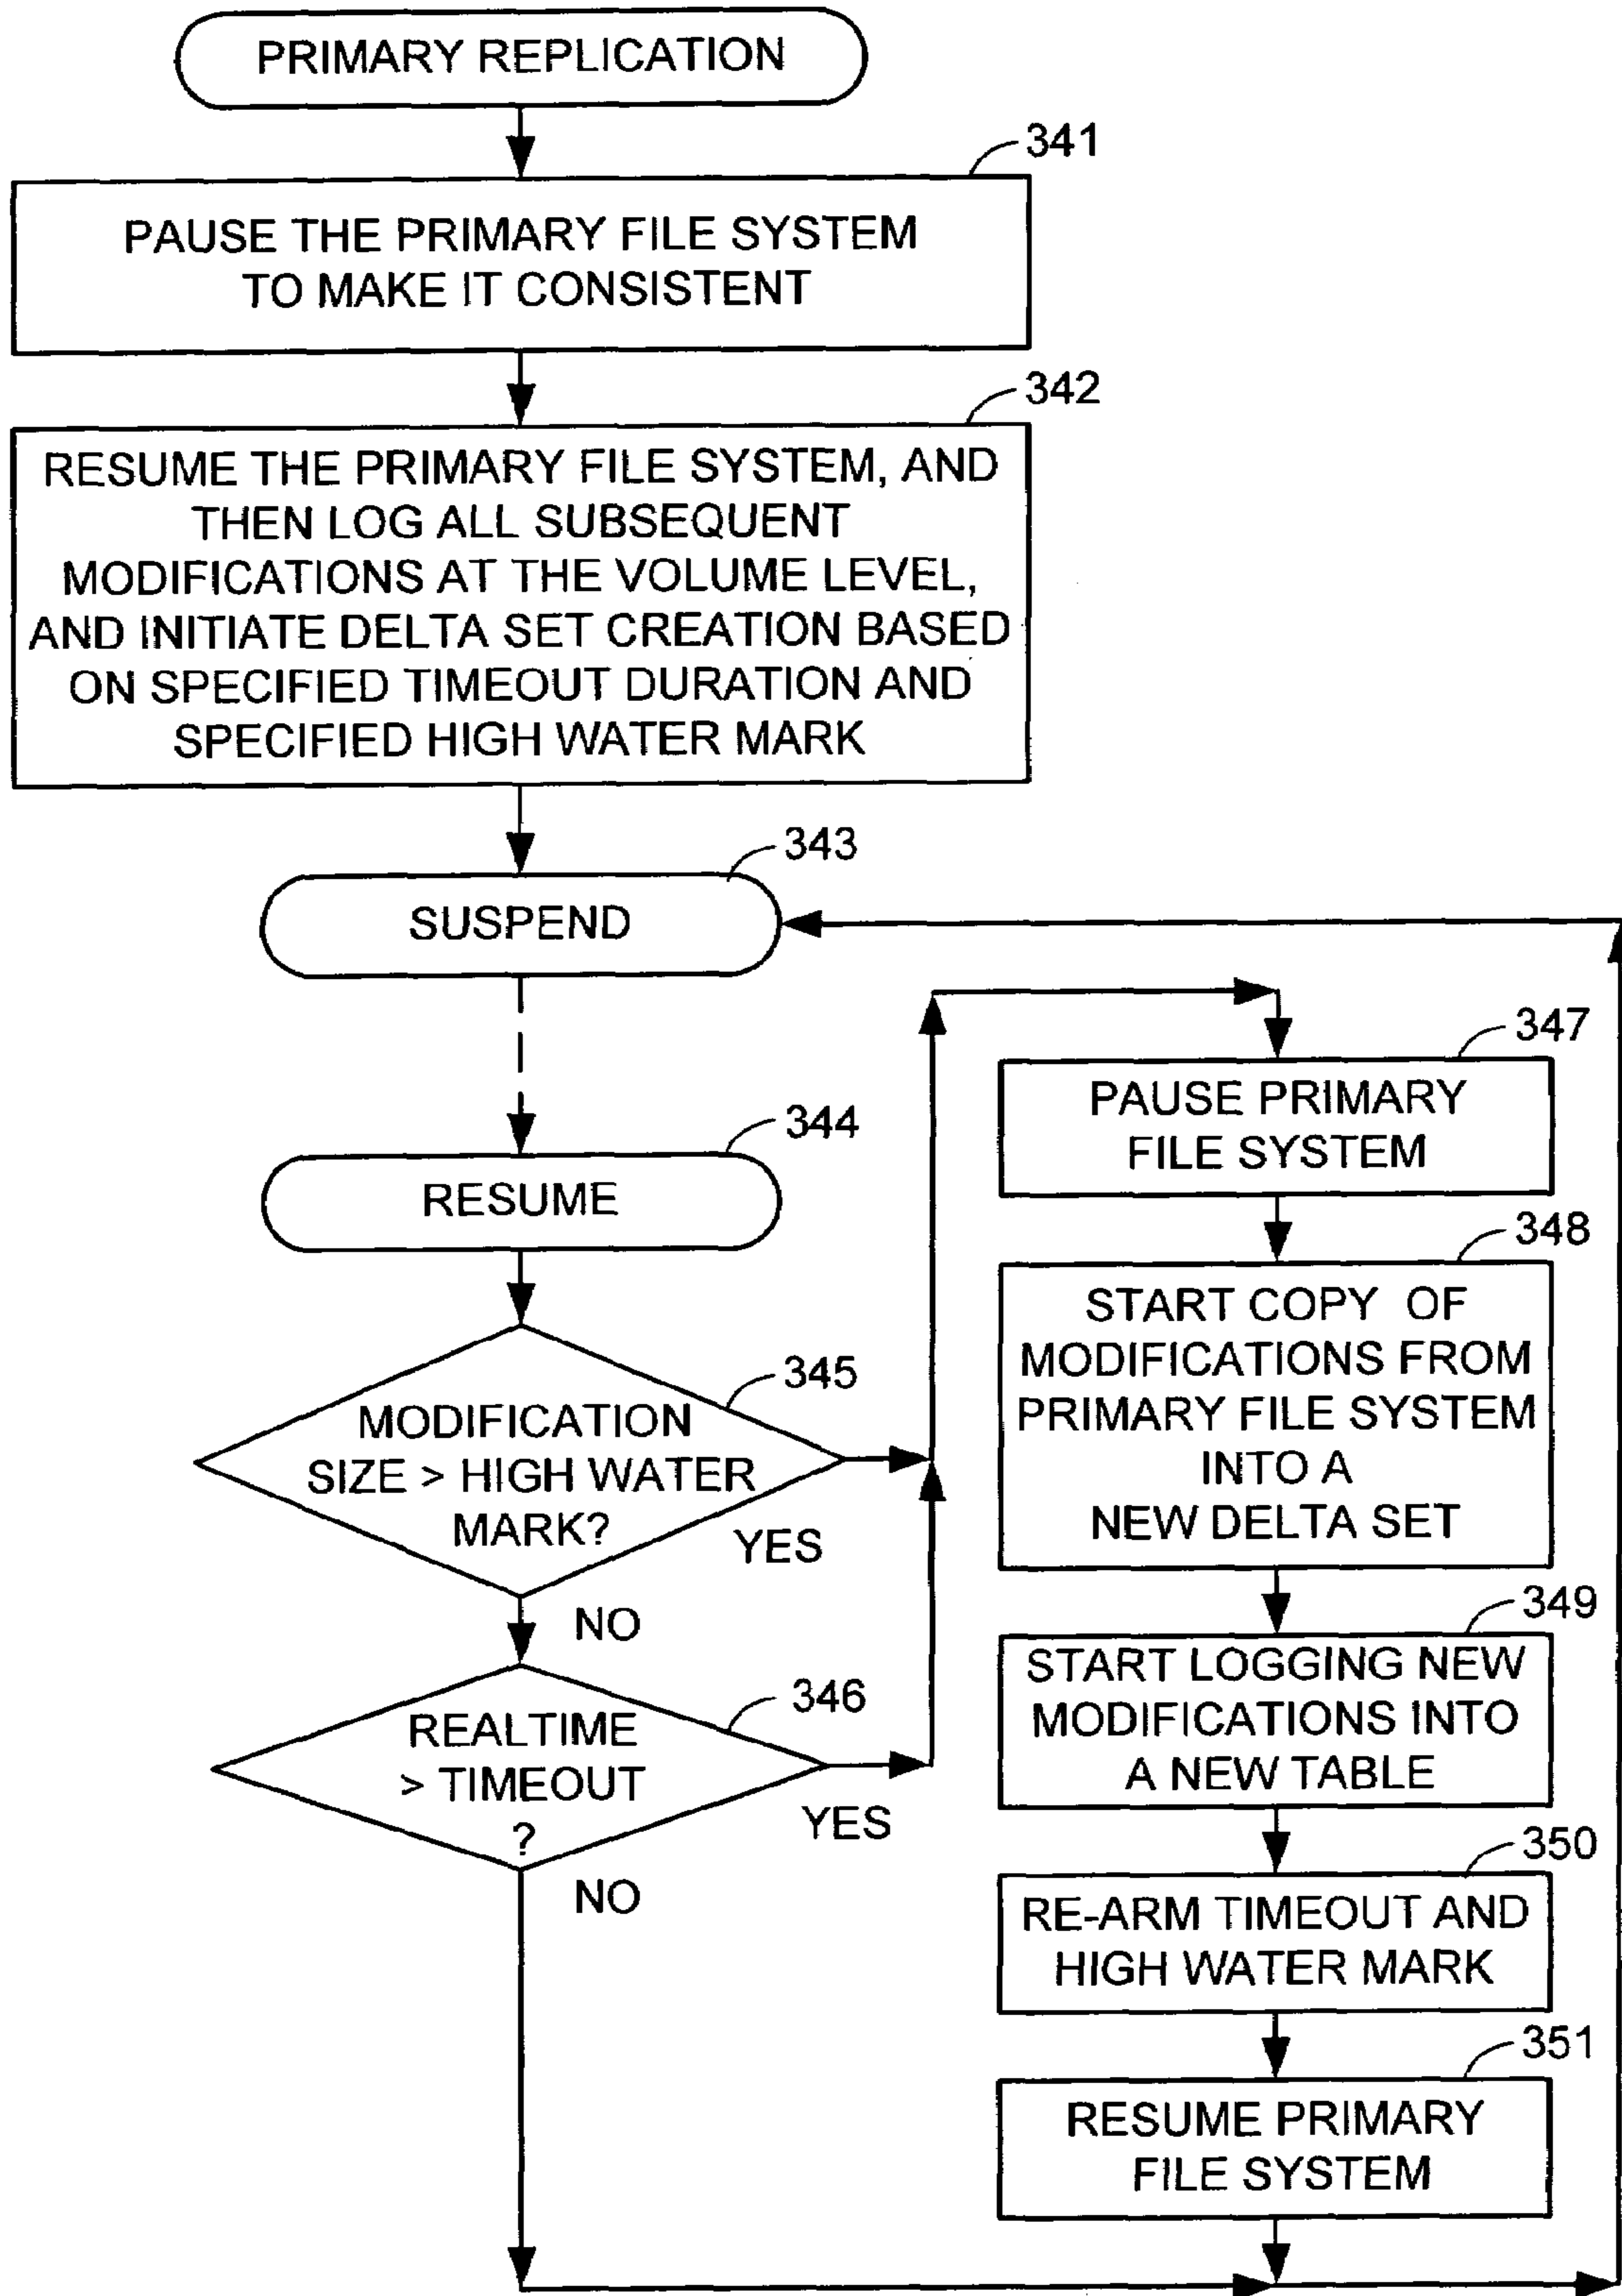 PRIMARY REPLICATION
341
PAUSE THE PRIMARY FILE SYSTEM
TO MAKE IT CONSISTENT
342
RESUME THE PRIMARY FILE SYSTEM, AND
THEN LOG ALL SUBSEQUENT
MODIFICATIONS AT THE VOLUME LEVEL,
AND INITIATE DELTA SET CREATION BASED
ON SPECIFIED TIMEOUT DURATION AND
SPECIFIED HIGH WATER MARK
343
SUSPEND
344
RESUME
345
MODIFICATION
SIZE > HIGH WATER
MARK?
YES
NO
346
REALTIME
> TIMEOUT
?
YES
NO
347
PAUSE PRIMARY
FILE SYSTEM
348
START COPY OF
MODIFICATIONS FROM
PRIMARY FILE SYSTEM
INTO A
NEW DELTA SET
349
START LOGGING NEW
MODIFICATIONS INTO
A NEW TABLE
350
RE-ARM TIMEOUT AND
HIGH WATER MARK
351
RESUME PRIMARY
FILE SYSTEM